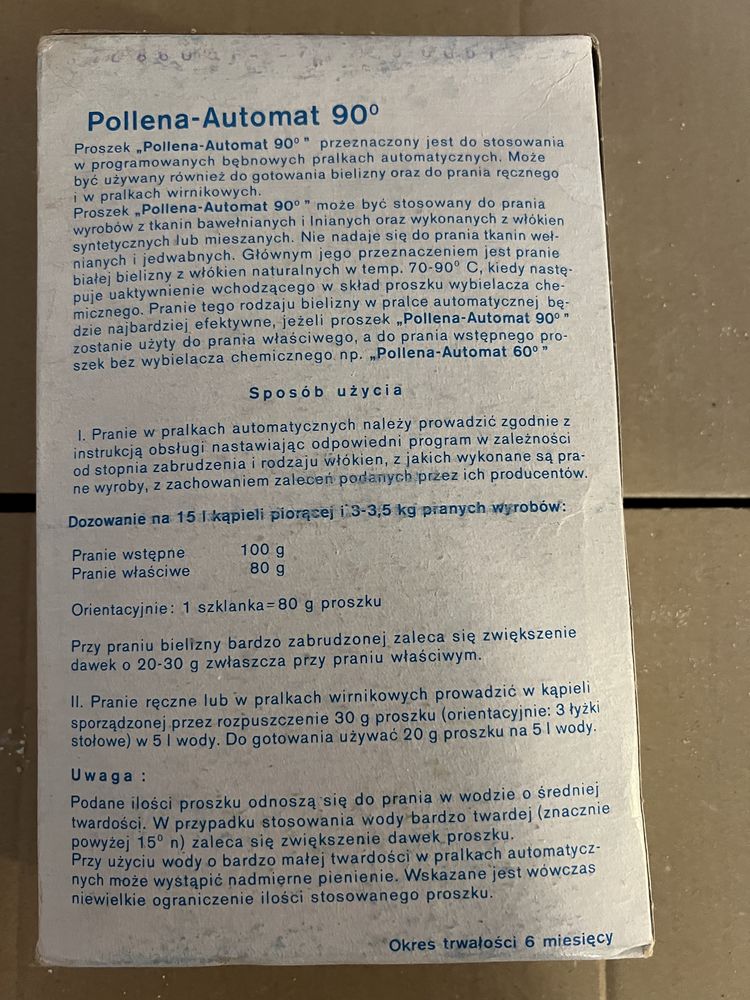 Pollena-Automat 90°
Proszek „Pollena-Automat 90° ” przeznaczony jest do stosowania
w programowanych bębnowych pralkach automatycznych. Może
być używany również do gotowania bielizny oraz do prania ręcznego
i w pralkach wirnikowych.
Proszek „Pollena-Automat 90° ” może być stosowany do prania
wyrobów z tkanin bawełnianych i lnianych oraz wykonanych z włókien
syntetycznych lub mieszanych. Nie nadaje się do prania tkanin weł-
nianych i jedwabnych. Głównym jego przeznaczeniem jest pranie
białej bielizny z włókien naturalnych w temp. 70-90° C, kiedy nastę-
puje uaktywnienie wchodzącego w skład proszku wybielacza che-
micznego. Pranie tego rodzaju bielizny w pralce automatycznej bę-
dzie najbardziej efektywne, jeżeli proszek „Pollena-Automat 90° ”
zostanie użyty do prania właściwego, a do prania wstępnego pro-
szek bez wybielacza chemicznego np. „Pollena-Automat 60° ”
Sposób użycia
I. Pranie w pralkach automatycznych należy prowadzić zgodnie z
instrukcją obsługi nastawiając odpowiedni program w zależności
od stopnia zabrudzenia i rodzaju włókien, z jakich wykonane są pra-
ne wyroby, z zachowaniem zaleceń podanych przez ich producentów.
Dozowanie na 15 l kąpieli piorącej i 3-3,5 kg pranych wyrobów:
Pranie wstępne 100 g
Pranie właściwe 80 g
Orientacyjnie: 1 szklanka=80 g proszku
Przy praniu bielizny bardzo zabrudzonej zaleca się zwiększenie
dawek o 20-30 g zwłaszcza przy praniu właściwym.
II. Pranie ręczne lub w pralkach wirnikowych prowadzić w kąpieli
sporządzonej przez rozpuszczenie 30 g proszku (orientacyjnie: 3 łyżki
stołowe) w 5 l wody. Do gotowania używać 20 g proszku na 5 l wody.
Uwaga :
Podane ilości proszku odnoszą się do prania w wodzie o średniej
twardości. W przypadku stosowania wody bardzo twardej (znacznie
powyżej 15° n) zaleca się zwiększenie dawek proszku.
Przy użyciu wody o bardzo małej twardości w pralkach automatycz-
nych może wystąpić nadmierne pienienie. Wskazane jest wówczas
niewielkie ograniczenie ilości stosowanego proszku.
Okres trwałości 6 miesięcy